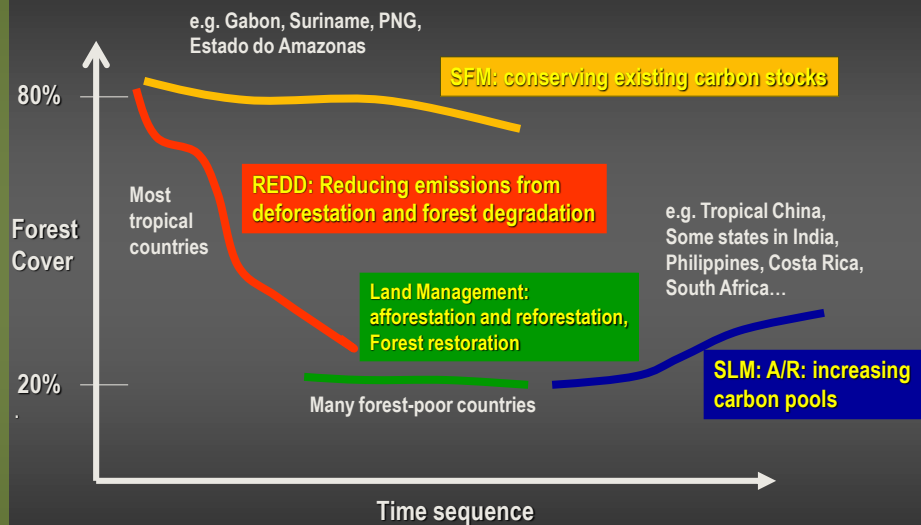 e.g. Gabon, Suriname, PNG,
Estado do Amazonas
SFM: conserving existing carbon stocks
80%
REDD: Reducing emissions from
deforestation and forest degradation
Most
tropical
countries
e.g. Tropical China,
Some states in India,
Philippines, Costa Rica,
South Africa…
Forest
Cover
Land Management:
afforestation and reforestation,
Forest restoration
20%
.
Many forest-poor countries
SLM: A/R: increasing
carbon pools
Time sequence